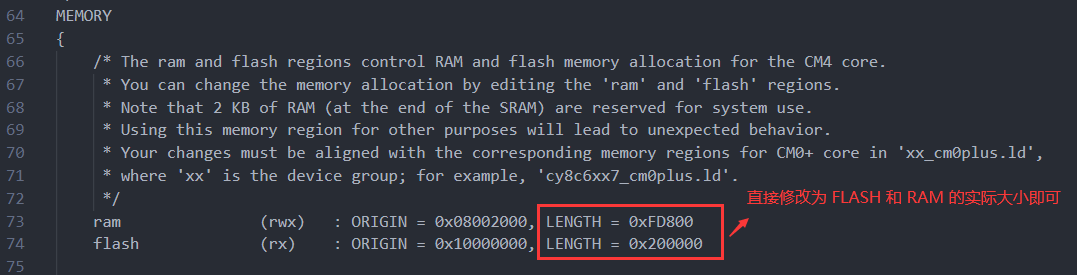 64 MEMORY
65 {
66 /* The ram and flash regions control RAM and flash memory allocation for the CM4 core.
67 * You can change the memory allocation by editing the 'ram' and 'flash' regions.
68 * Note that 2 KB of RAM (at the end of the SRAM) are reserved for system use.
69 * Using this memory region for other purposes will lead to unexpected behavior.
70 * Your changes must be aligned with the corresponding memory regions for CM0+ core in 'xx_cm0plus.ld',
71 * where 'xx' is the device group; for example, 'cy8c6xx7_cm0plus.ld'.
72 */
直接修改为 FLASH 和 RAM 的实际大小即可
73 ram (rwx) : ORIGIN = 0x08002000, LENGTH = 0xFD800
74 flash (rx) : ORIGIN = 0x10000000, LENGTH = 0x200000
75